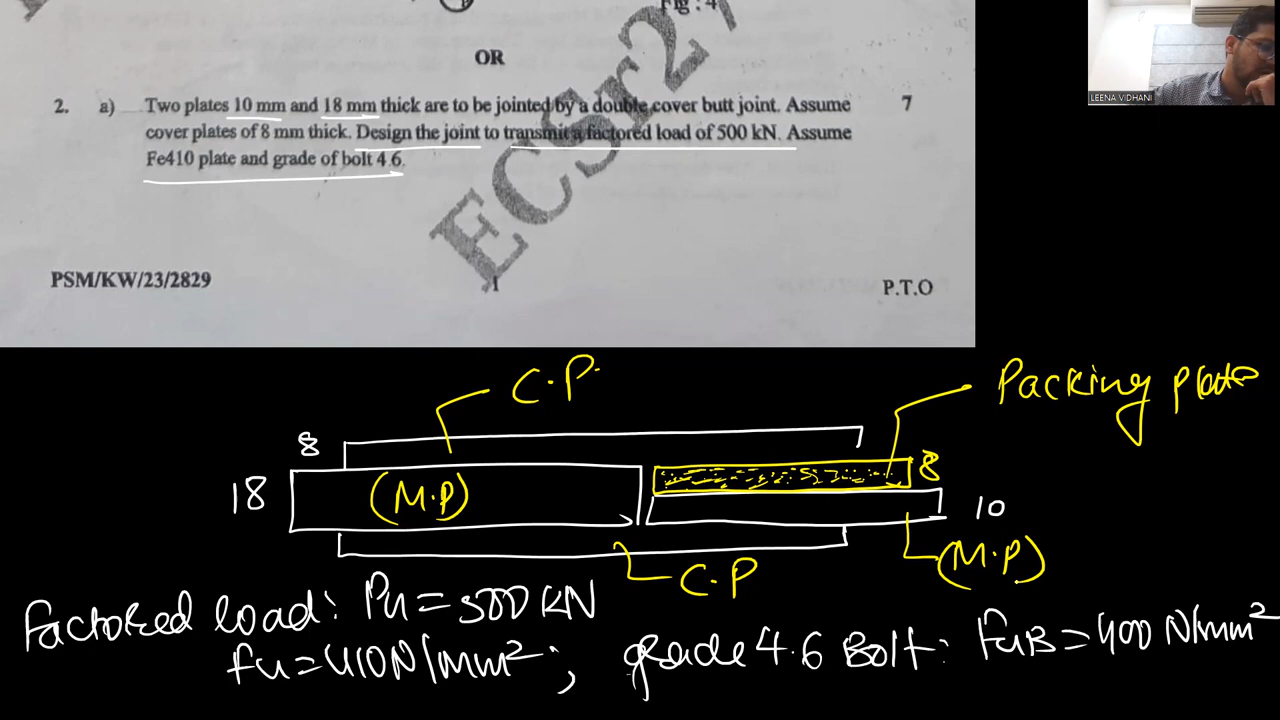 Fig : 4
OR
2. a) Two plates 10 mm and 18 mm thick are to be jointed by a double cover butt joint. Assume 7
cover plates of 8 mm thick. Design the joint to transmit a factored load of 500 kN. Assume
Fe410 plate and grade of bolt 4.6.
ECSr27
PSM/KW/23/2829
1
P.T.O
LEENA VIDHANI
C.P.
Packing plate
8
8
18
(M.P)
10
(M.P)
C.P
Factored load: Pu = 500 KN
fu = 410 N/mm²; grade 4.6 Bolt: FuB = 400 N/mm²